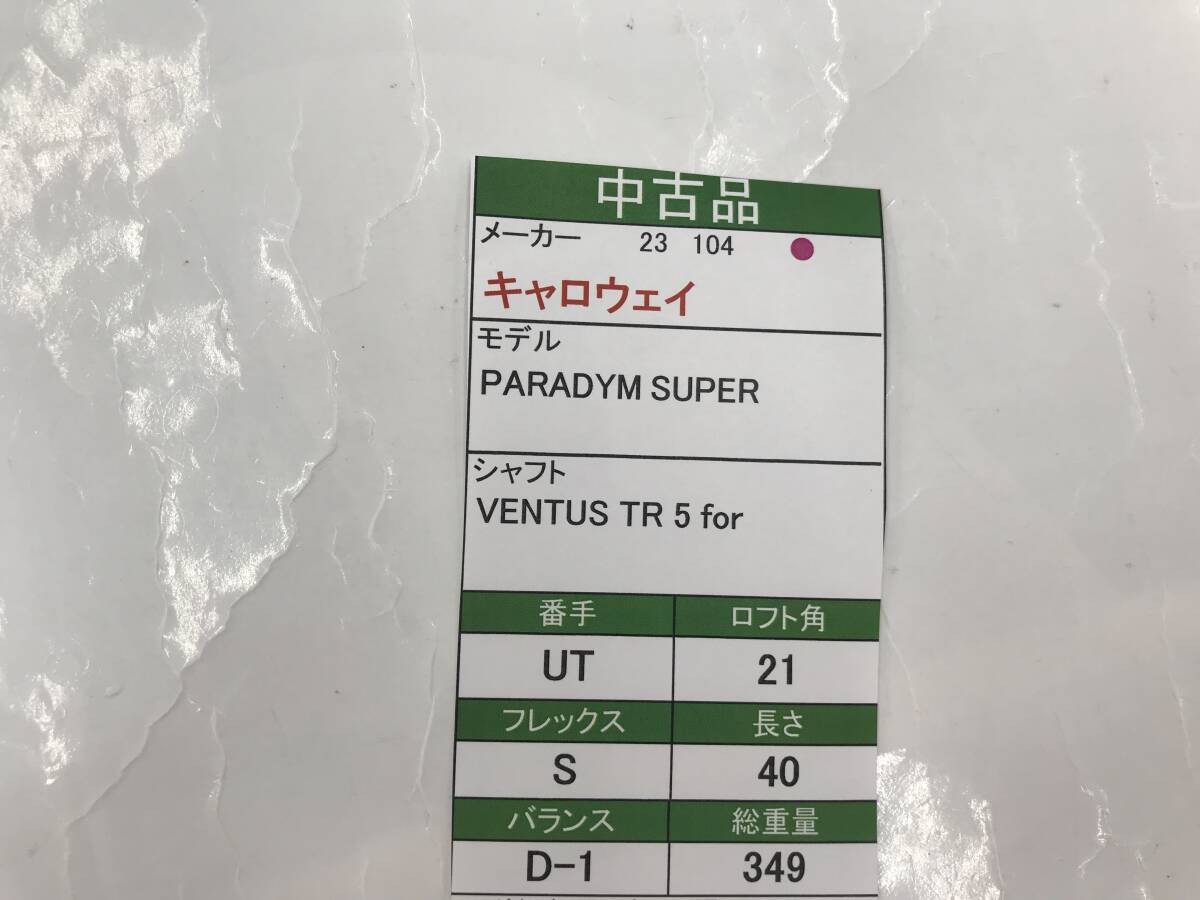 中古品
メーカー 23 104
キャロウェイ
モデル
PARADYM SUPER
シャフト
VENTUS TR 5 for
番手 ロフト角
UT 21
フレックス 長さ
S 40
バランス 総重量
D-1 349